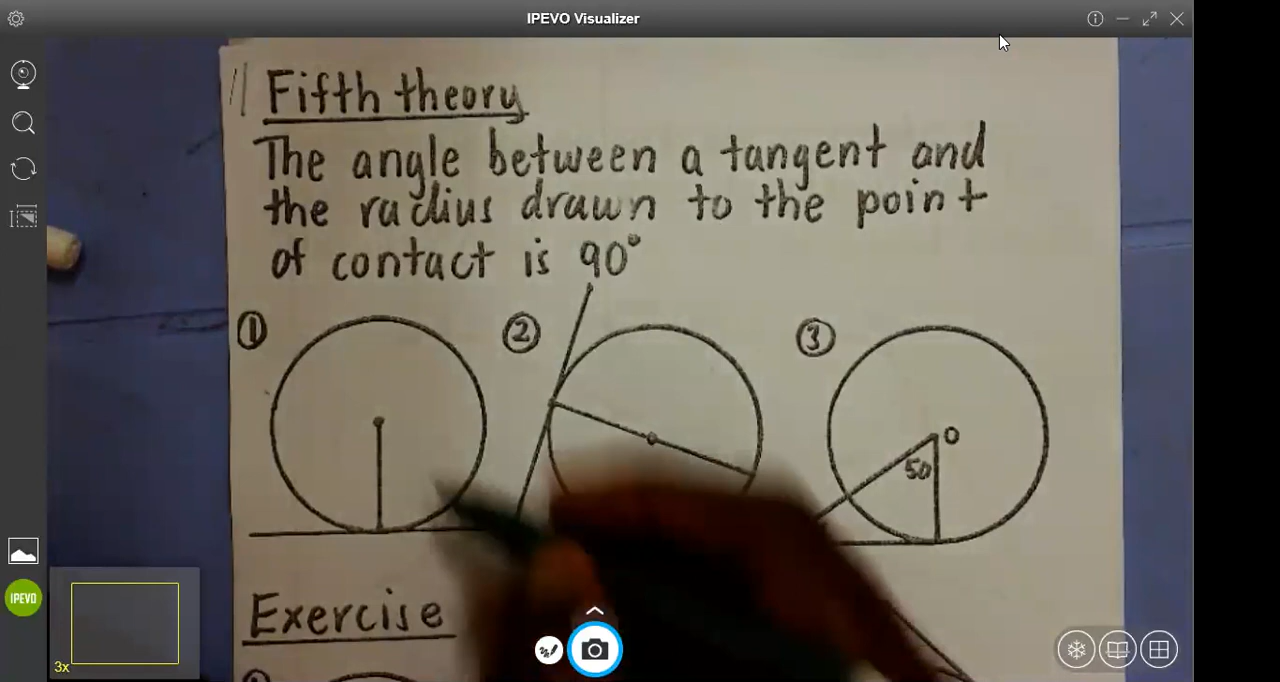 IPEVO Visualizer
Fifth theory
The angle between a tangent and
the radius drawn to the point
of contact is 90°
1
2
3
O
50
Exercise
IPEVO
3x